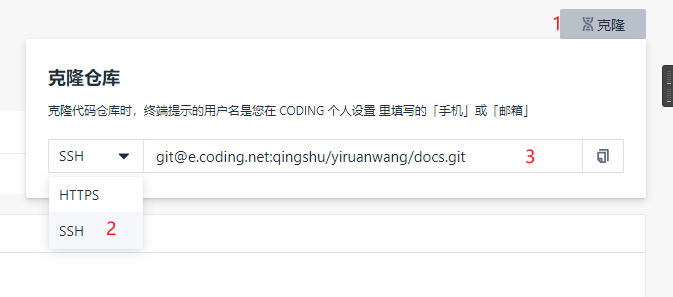 1 克隆
克隆仓库
克隆代码仓库时，终端提示的用户名是您在 CODING 个人设置 里填写的「手机」或「邮箱」
SSH git@e.coding.net:qingshu/yiruanwang/docs.git 3
HTTPS
SSH 2